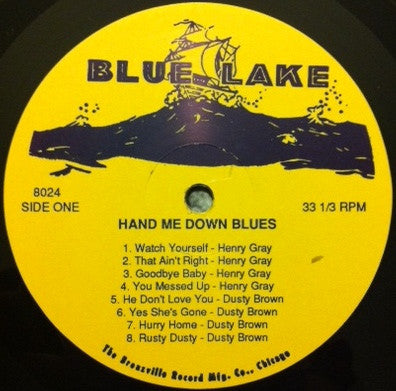 BLUE LAKE
8024
SIDE ONE
33 1/3 RPM
HAND ME DOWN BLUES
1. Watch Yourself - Henry Gray
2. That Ain't Right - Henry Gray
3. Goodbye Baby - Henry Gray
4. You Messed Up - Henry Gray
5. He Don't Love You - Dusty Brown
6. Yes She's Gone - Dusty Brown
7. Hurry Home - Dusty Brown
8. Rusty Dusty - Dusty Brown
The Bronzville Record Mfg. Co., Chicago